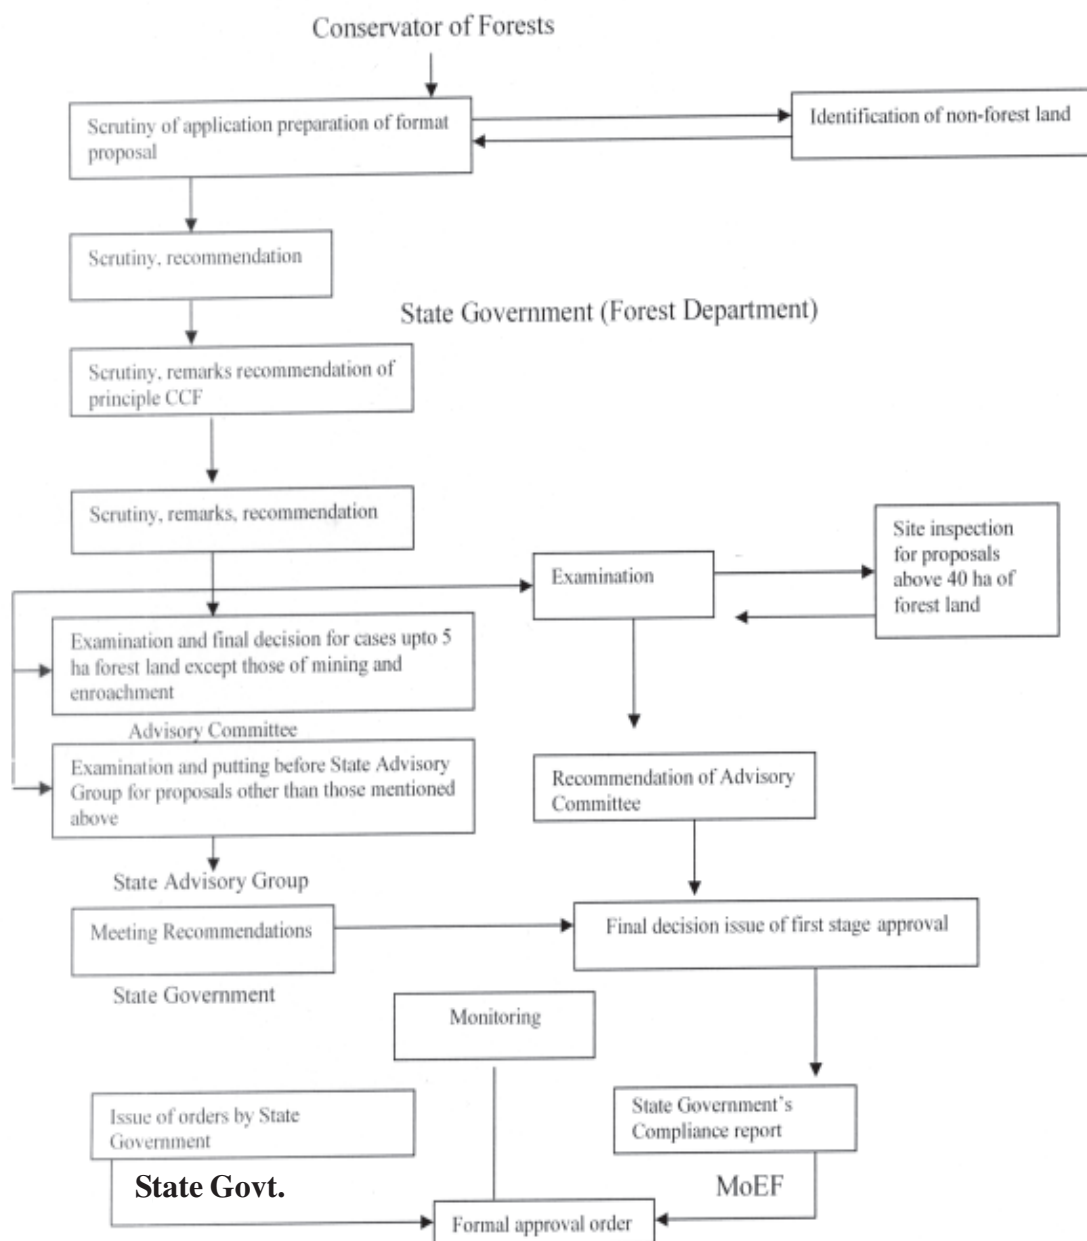 Conservator of Forests
Scrutiny of application preparation of format
proposal
Identification of non-forest land
Scrutiny, recommendation
State Government (Forest Department)
Scrutiny, remarks recommendation of
principle CCF
Scrutiny, remarks, recommendation
Examination
Site inspection
for proposals
above 40 ha of
forest land
Examination and final decision for cases upto 5
ha forest land except those of mining and
enroachment
Advisory Committee
Examination and putting before State Advisory
Group for proposals other than those mentioned
above
Recommendation of Advisory
Committee
State Advisory Group
Meeting Recommendations
Final decision issue of first stage approval
State Government
Monitoring
Issue of orders by State
Government
State Government's
Compliance report
State Govt.
MoEF
Formal approval order